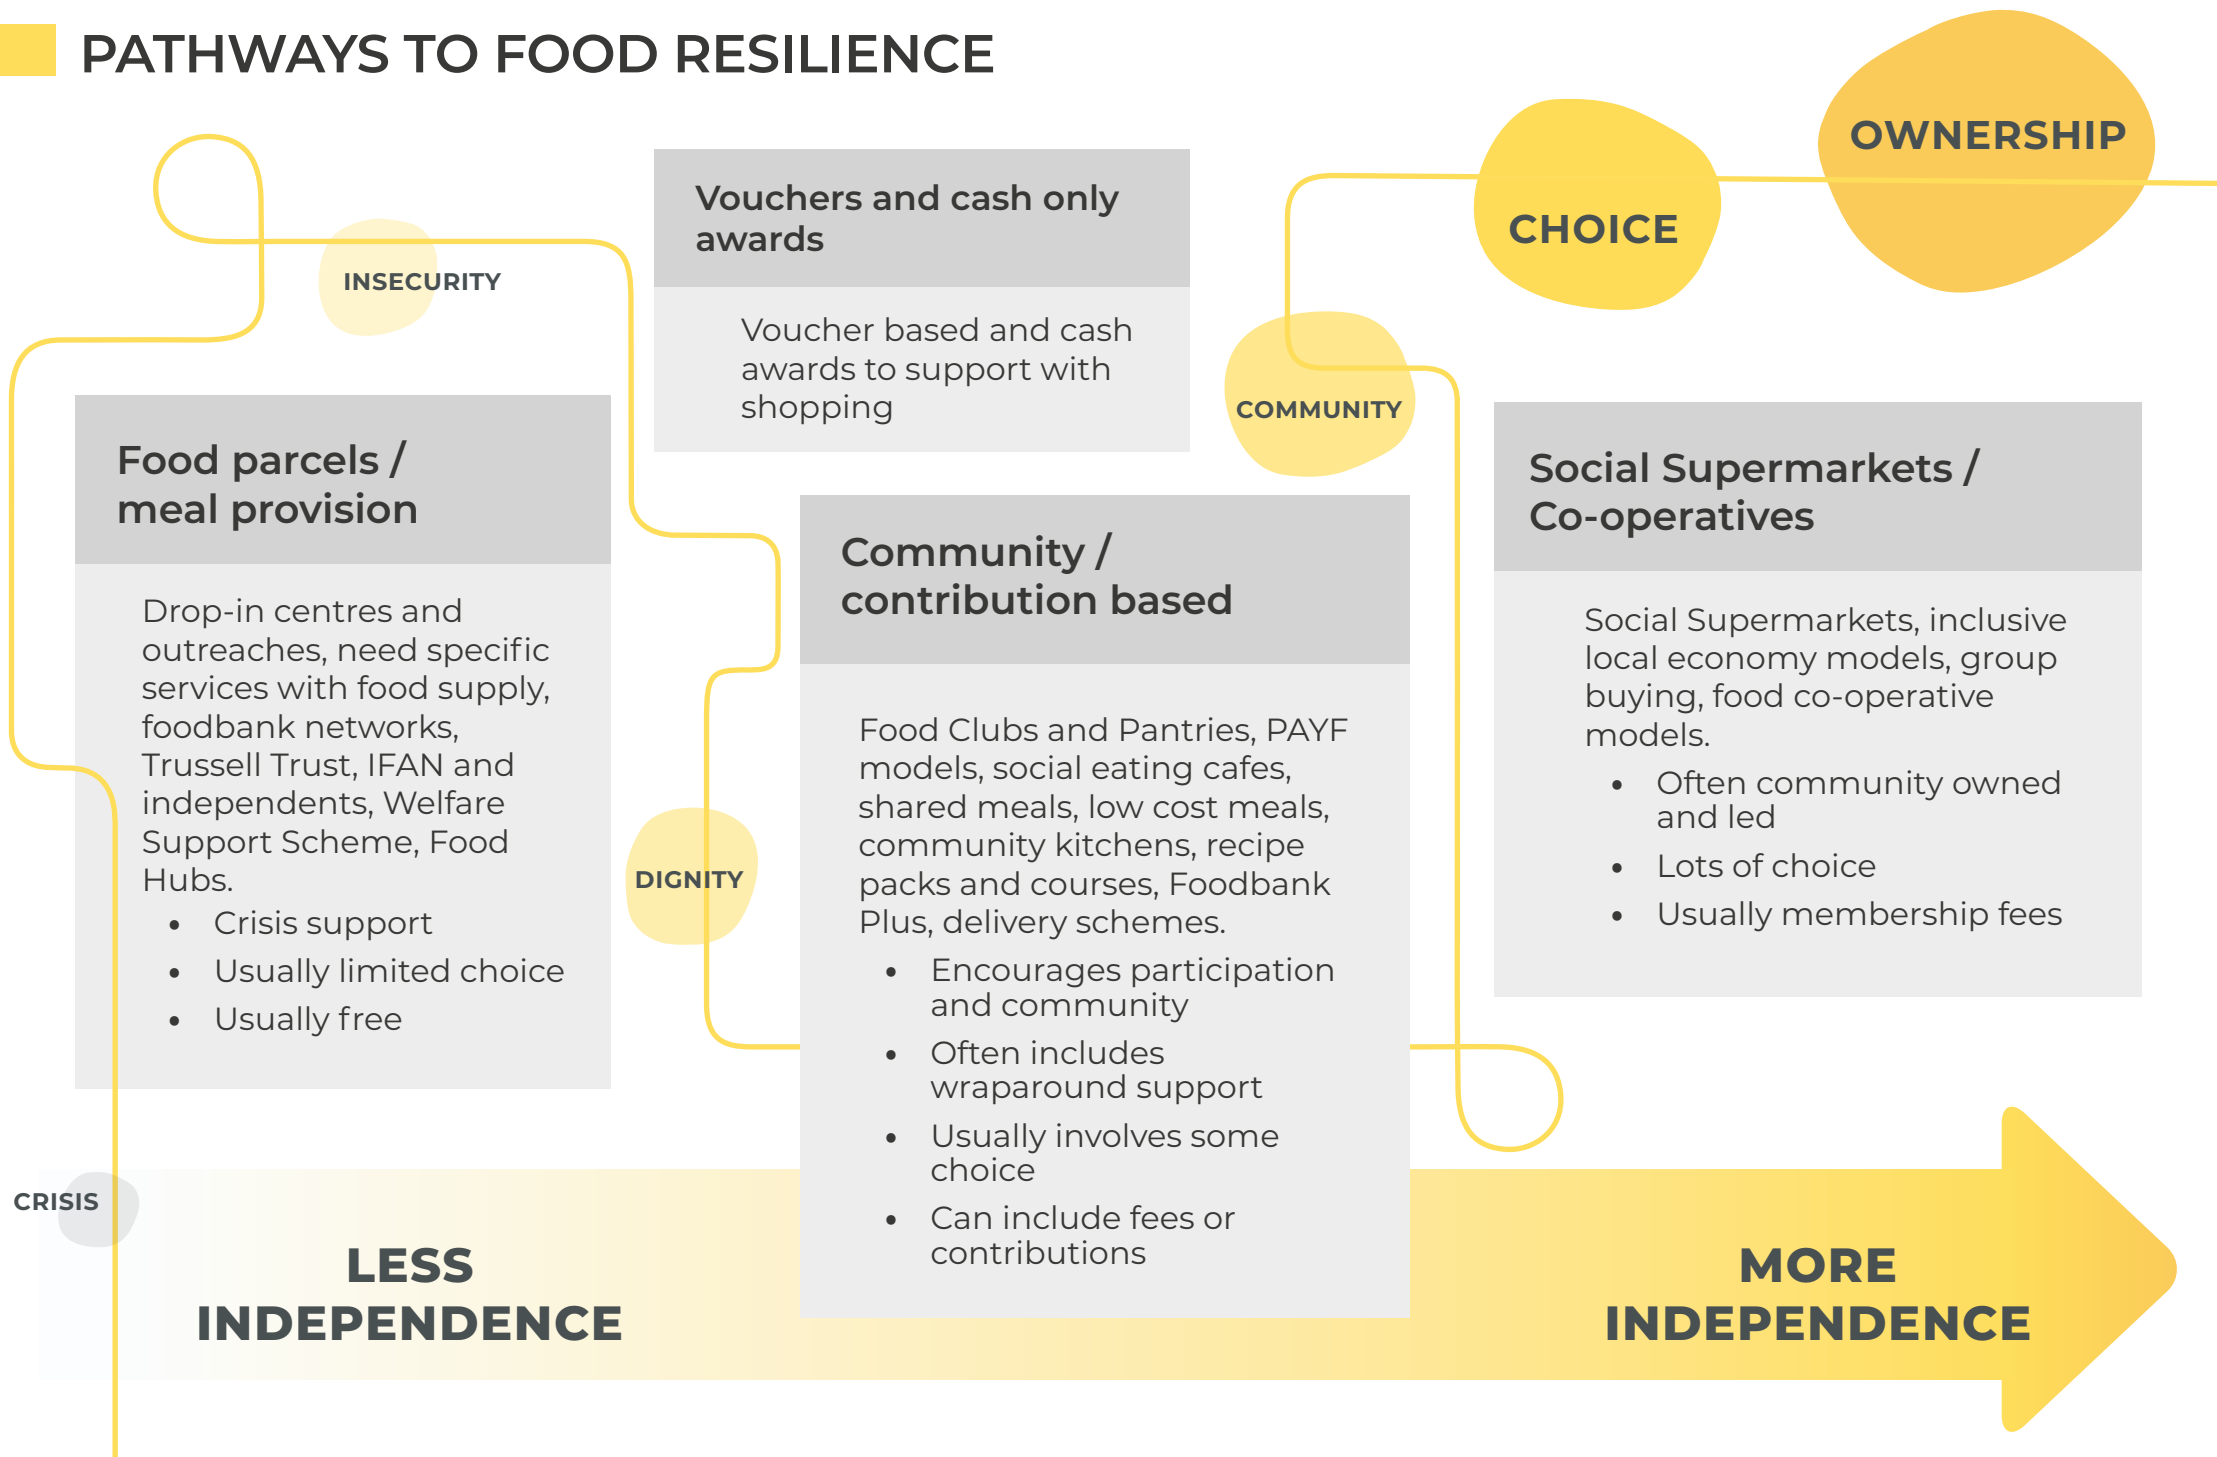 PATHWAYS TO FOOD RESILIENCE
INSECURITY
Food parcels /
meal provision
Drop-in centres and
outreaches, need specific
services with food supply,
foodbank networks,
Trussell Trust, IFAN and
independents, Welfare
Support Scheme, Food
Hubs.
• Crisis support
• Usually limited choice
• Usually free
CRISIS
Vouchers and cash only
awards
Voucher based and cash
awards to support with
shopping
DIGNITY
Community /
contribution based
Food Clubs and Pantries, PAYF
models, social eating cafes,
shared meals, low cost meals,
community kitchens, recipe
packs and courses, Foodbank
Plus, delivery schemes.
• Encourages participation
and community
• Often includes
wraparound support
• Usually involves some
choice
• Can include fees or
contributions
COMMUNITY
CHOICE
OWNERSHIP
Social Supermarkets /
Co-operatives
Social Supermarkets, inclusive
local economy models, group
buying, food co-operative
models.
• Often community owned
and led
• Lots of choice
• Usually membership fees
LESS
INDEPENDENCE
MORE
INDEPENDENCE